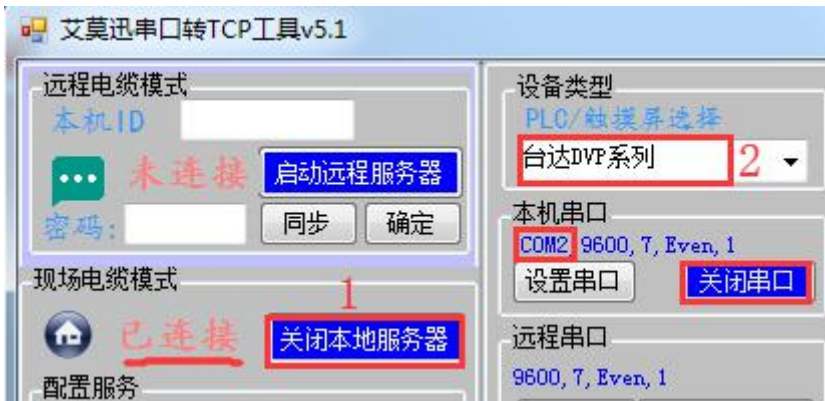 艾莫迅串口转TCP工具v5.1
远程电缆模式
本机ID
未连接
启动远程服务器
密码:
同步
确定
现场电缆模式
1
已连接
关闭本地服务器
配置服务
设备类型
PLC/触摸屏选择
台达DVP系列
2
本机串口
COM2, 9600, 7, Even, 1
设置串口
关闭串口
远程串口
9600, 7, Even, 1